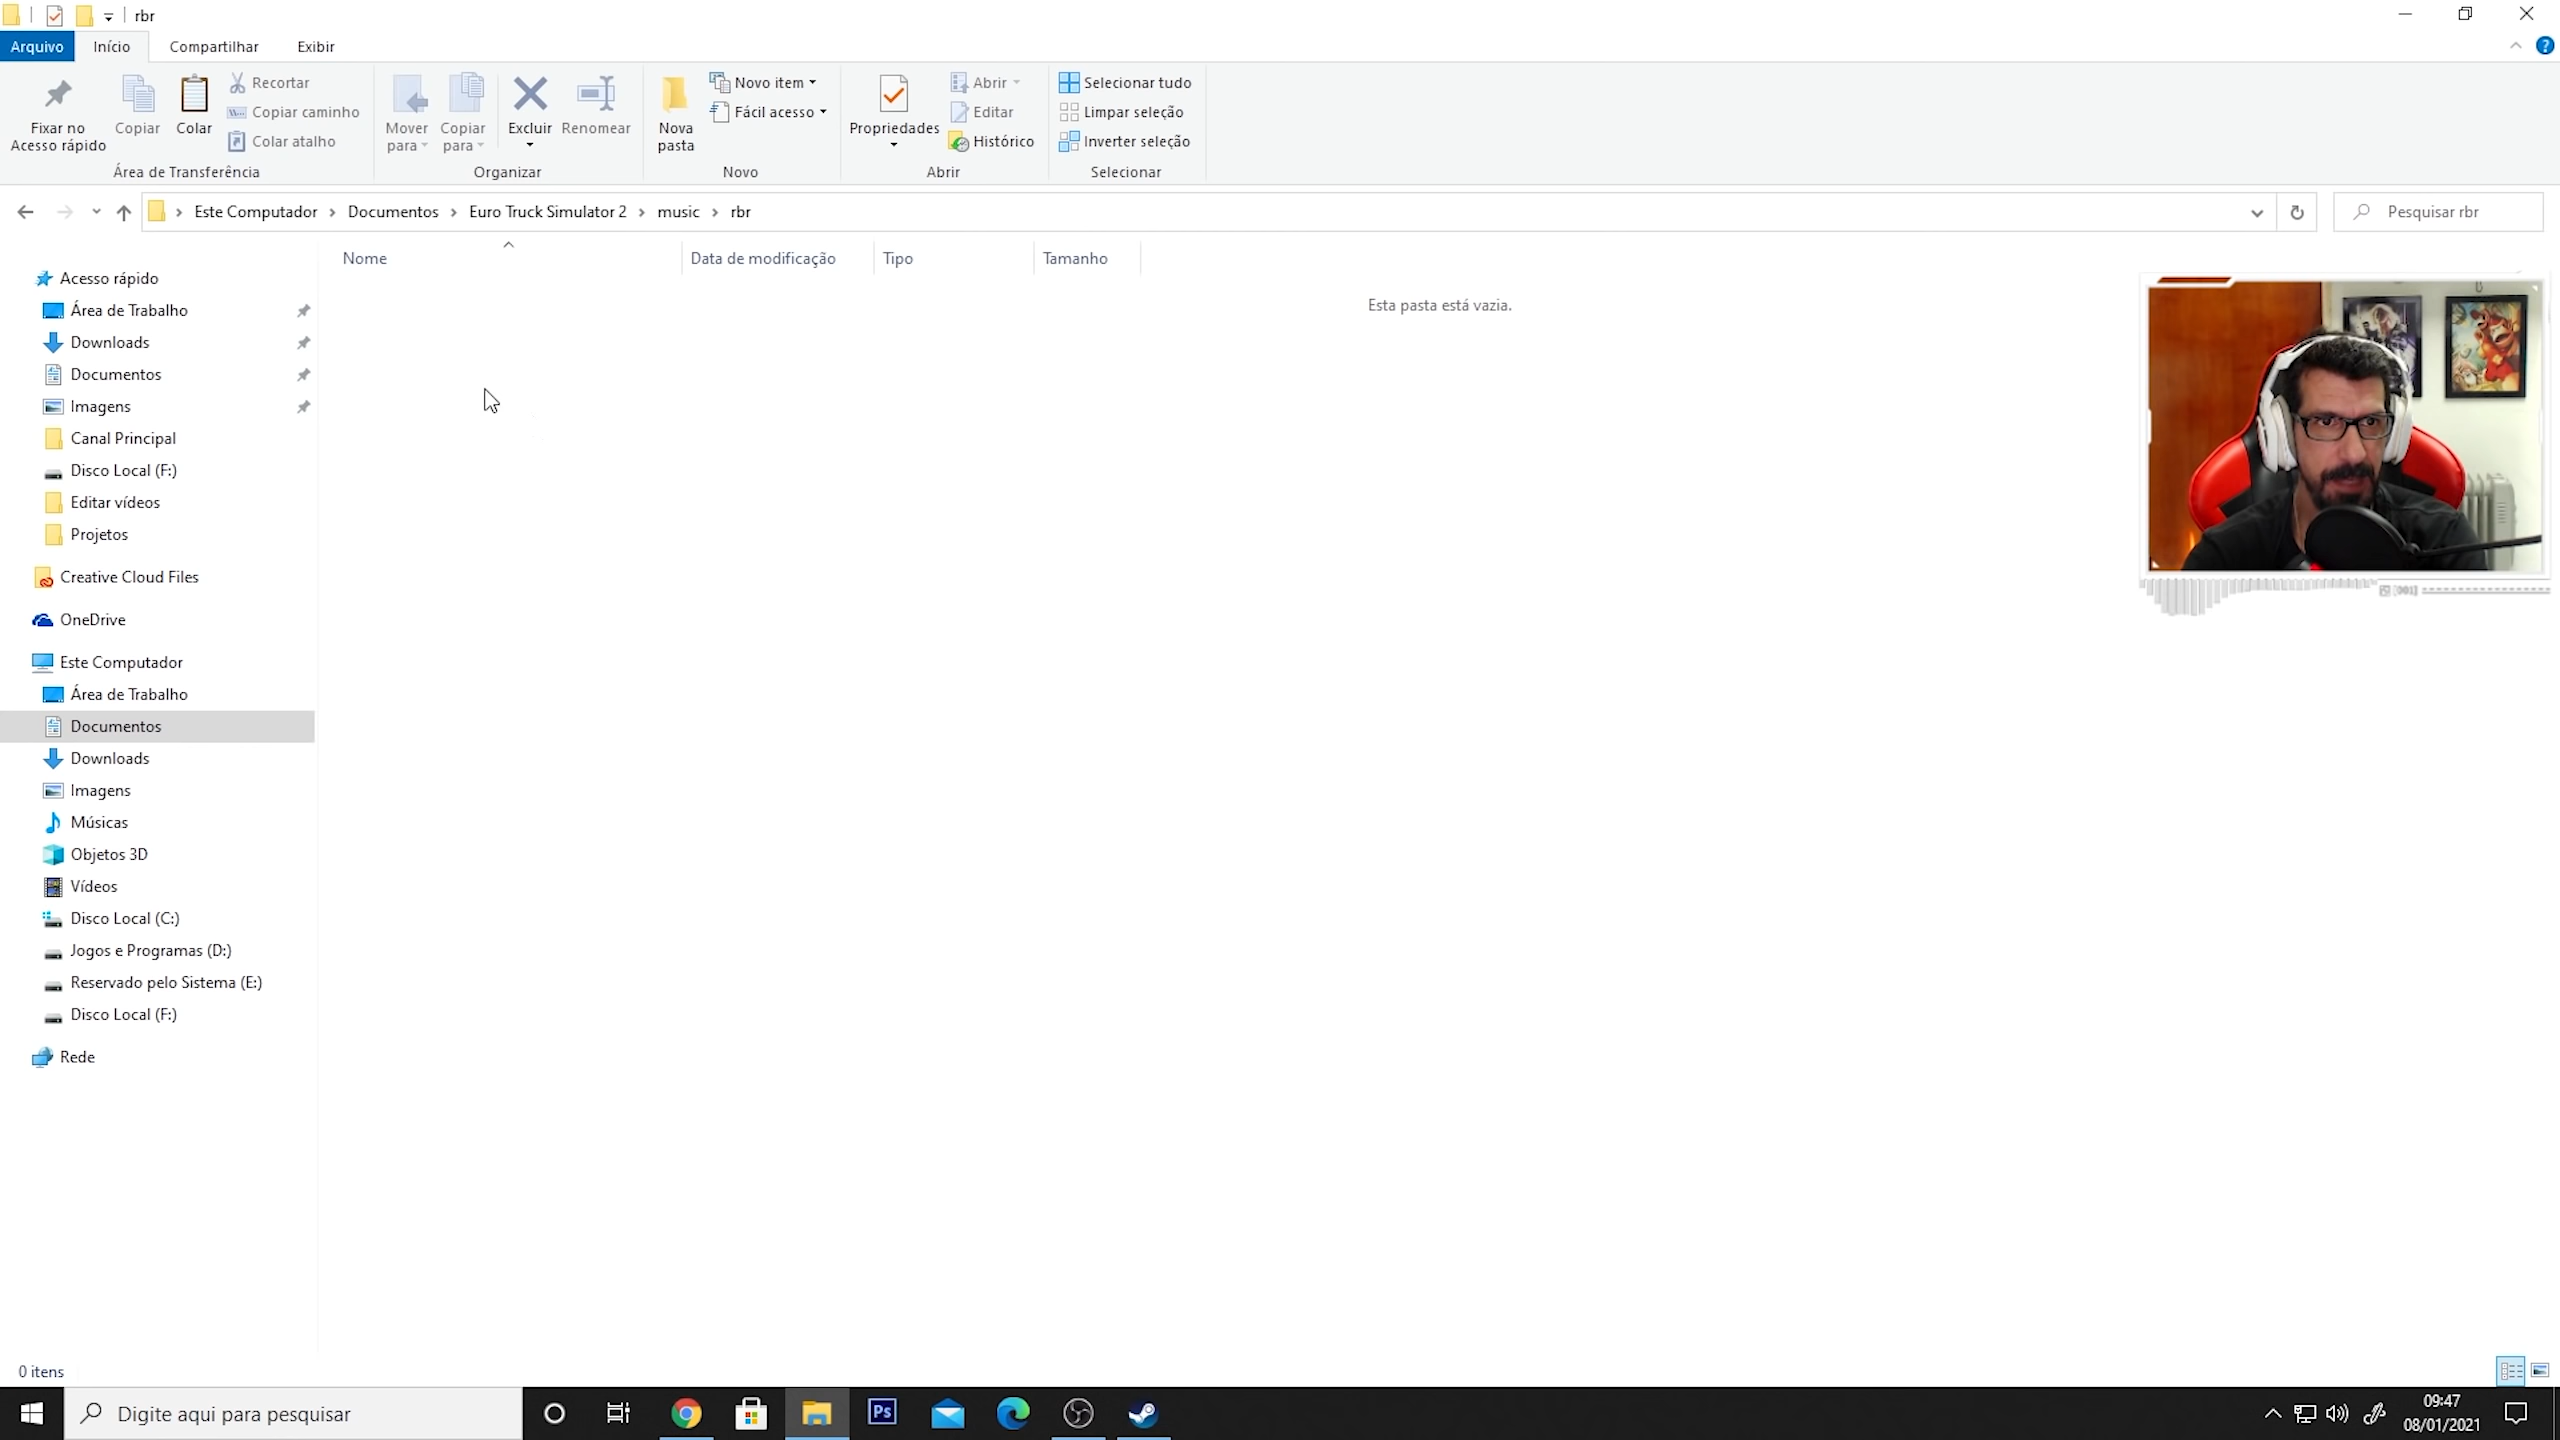 rbr
Arquivo
Início
Compartilhar
Exibir
Fixar no
Acesso rápido
Copiar
Colar
Recortar
Copiar caminho
Colar atalho
Área de Transferência
Mover
para
Copiar
para
Excluir
Renomear
Organizar
Nova
pasta
Novo item
Fácil acesso
Novo
Propriedades
Abrir
Editar
Histórico
Abrir
Selecionar tudo
Limpar seleção
Inverter seleção
Selecionar
Este Computador > Documentos > Euro Truck Simulator 2 > music > rbr
Pesquisar rbr
Nome
Data de modificação
Tipo
Tamanho
Esta pasta está vazia.
Acesso rápido
Área de Trabalho
Downloads
Documentos
Imagens
Canal Principal
Disco Local (F:)
Editar vídeos
Projetos
Creative Cloud Files
OneDrive
Este Computador
Área de Trabalho
Documentos
Downloads
Imagens
Músicas
Objetos 3D
Vídeos
Disco Local (C:)
Jogos e Programas (D:)
Reservado pelo Sistema (E:)
Disco Local (F:)
Rede
0 itens
Digite aqui para pesquisar
Ps
09:47
08/01/2021